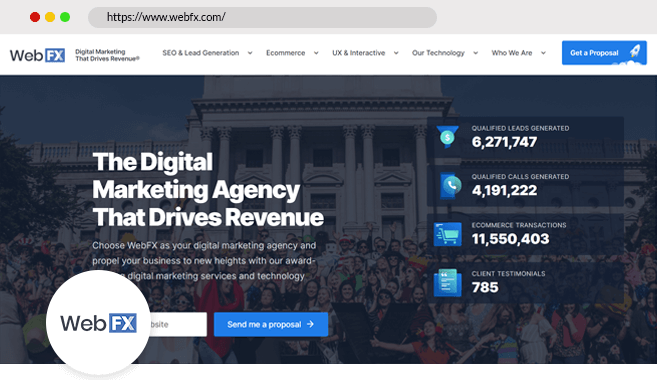 https://www.webfx.com/
WebFX
Digital Marketing
That Drives Revenue®
SEO & Lead Generation
Ecommerce
UX & Interactive
Our Technology
Who We Are
Get a Proposal
The Digital
Marketing Agency
That Drives Revenue
Choose WebFX as your digital marketing agency and
propel your business to new heights with our award-
digital marketing services and technology
Send me a proposal
QUALIFIED LEADS GENERATED
6,271,747
QUALIFIED CALLS GENERATED
4,191,222
ECOMMERCE TRANSACTIONS
11,550,403
CLIENT TESTIMONIALS
785
WebFX